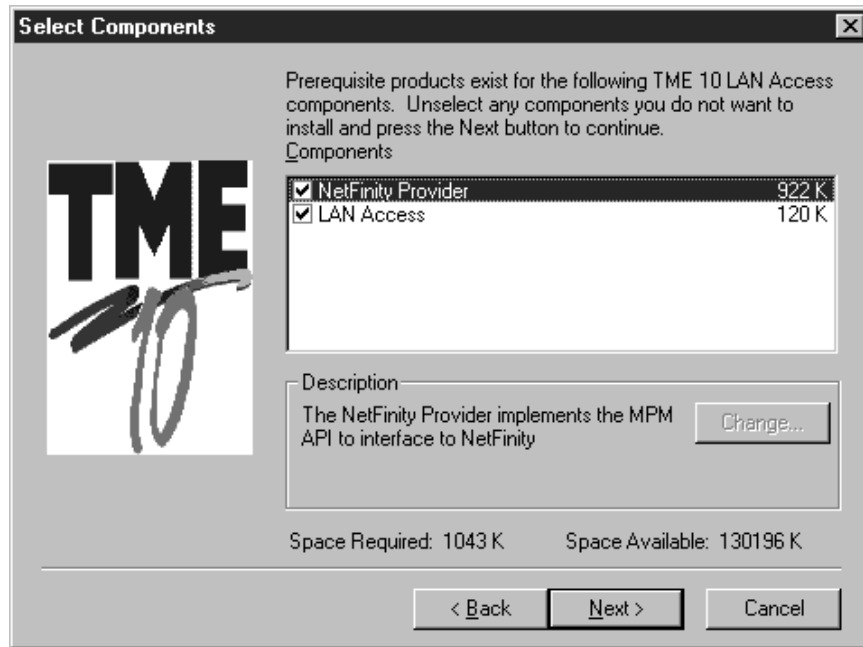 Select Components
Prerequisite products exist for the following TME 10 LAN Access
components. Unselect any components you do not want to
install and press the Next button to continue.
Components
NetFinity Provider 922 K
LAN Access 120 K
TME
10
Description
The NetFinity Provider implements the MPM
API to interface to NetFinity
Change...
Space Required: 1043 K Space Available: 130196 K
< Back Next > Cancel